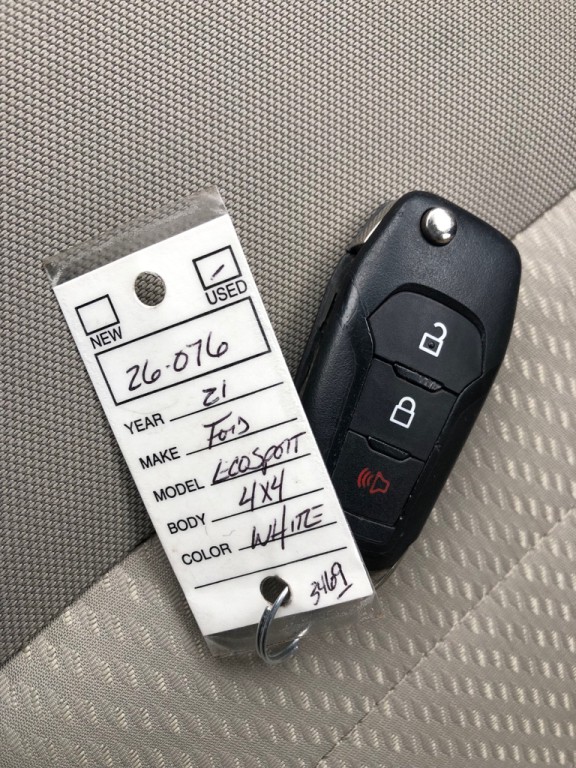 NEW
USED
26-076
YEAR 21
MAKE Ford
MODEL ECOSPORT
BODY 4X4
COLOR WHITE
3469